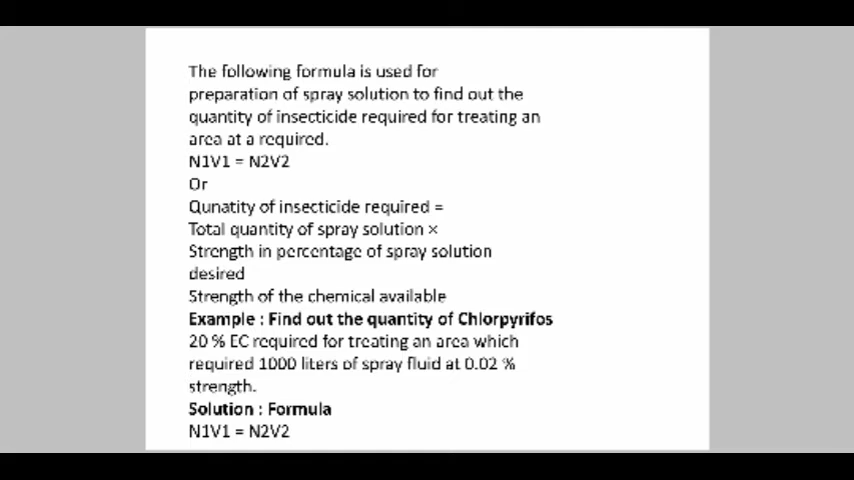 The following formula is used for
preparation of spray solution to find out the
quantity of insecticide required for treating an
area at a required.
N1V1 = N2V2
Or
Qunatity of insecticide required =
Total quantity of spray solution ×
Strength in percentage of spray solution
desired
Strength of the chemical available
Example : Find out the quantity of Chlorpyrifos
20 % EC required for treating an area which
required 1000 liters of spray fluid at 0.02 %
strength.
Solution : Formula
N1V1 = N2V2